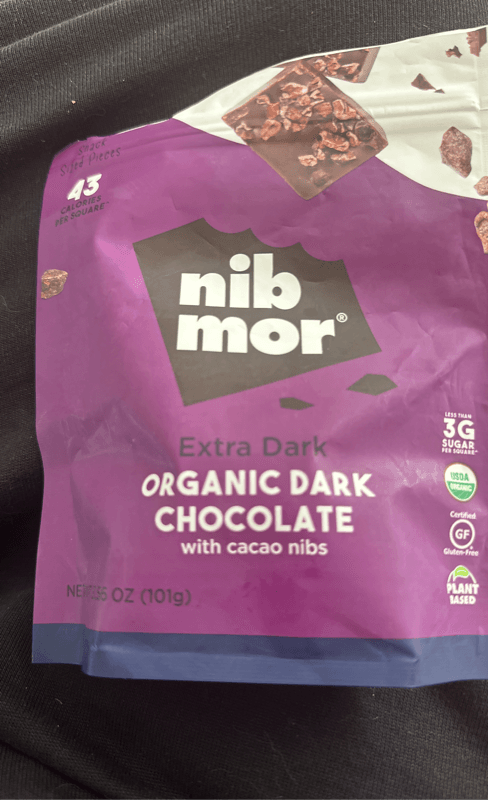 Snack
Sized Pieces
43
CALORIES
PER SQUARE
nib
mor®
Extra Dark
ORGANIC DARK
CHOCOLATE
with cacao nibs
LESS THAN
3G
SUGAR
PER SQUARE
USDA
ORGANIC
Certified
GF
Gluten-Free
PLANT
BASED
OZ (101g)